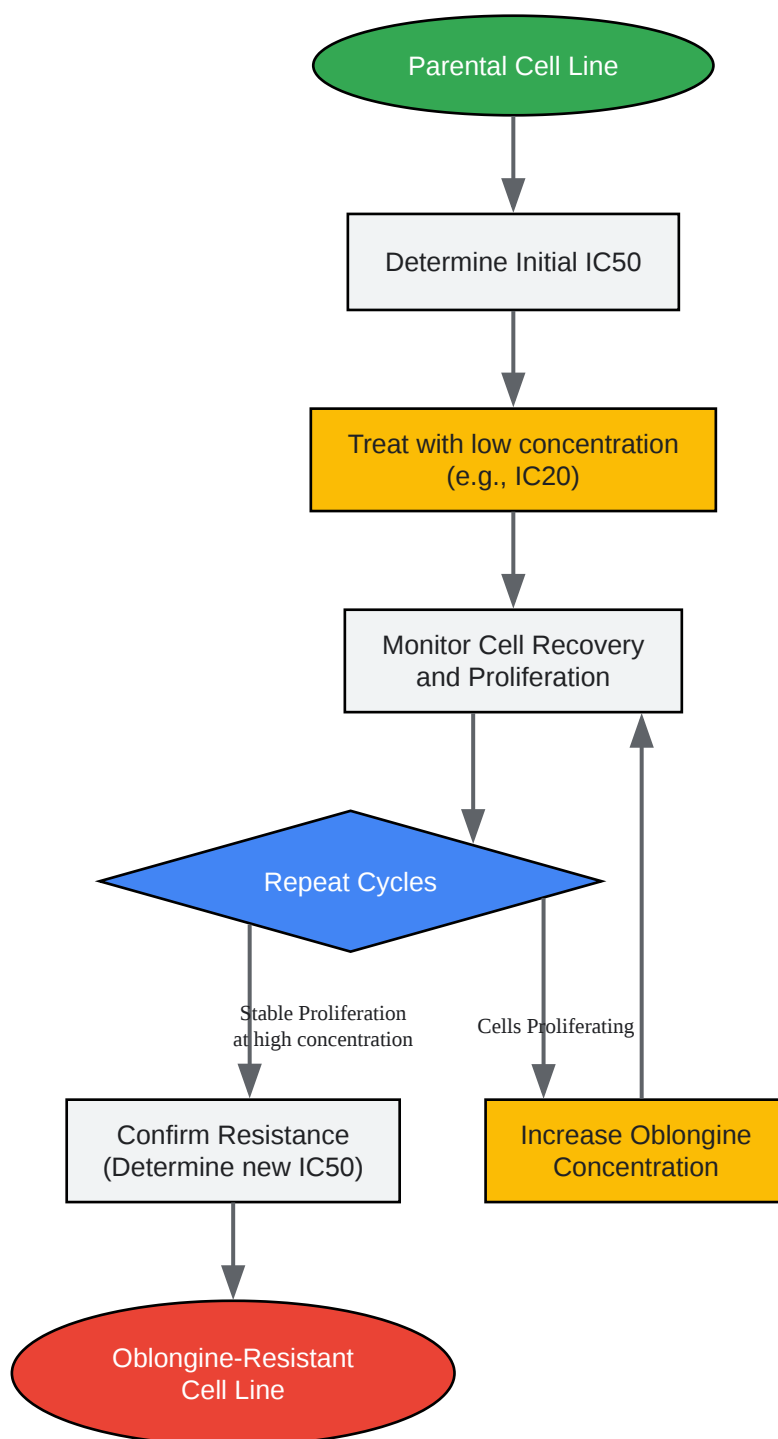 Parental Cell Line
Determine Initial IC50
Treat with low concentration
(e.g., IC20)
Monitor Cell Recovery
and Proliferation
Repeat Cycles
Stable Proliferation
at high concentration
Cells Proliferating
Confirm Resistance
(Determine new IC50)
Increase Oblongine
Concentration
Oblongine-Resistant
Cell Line